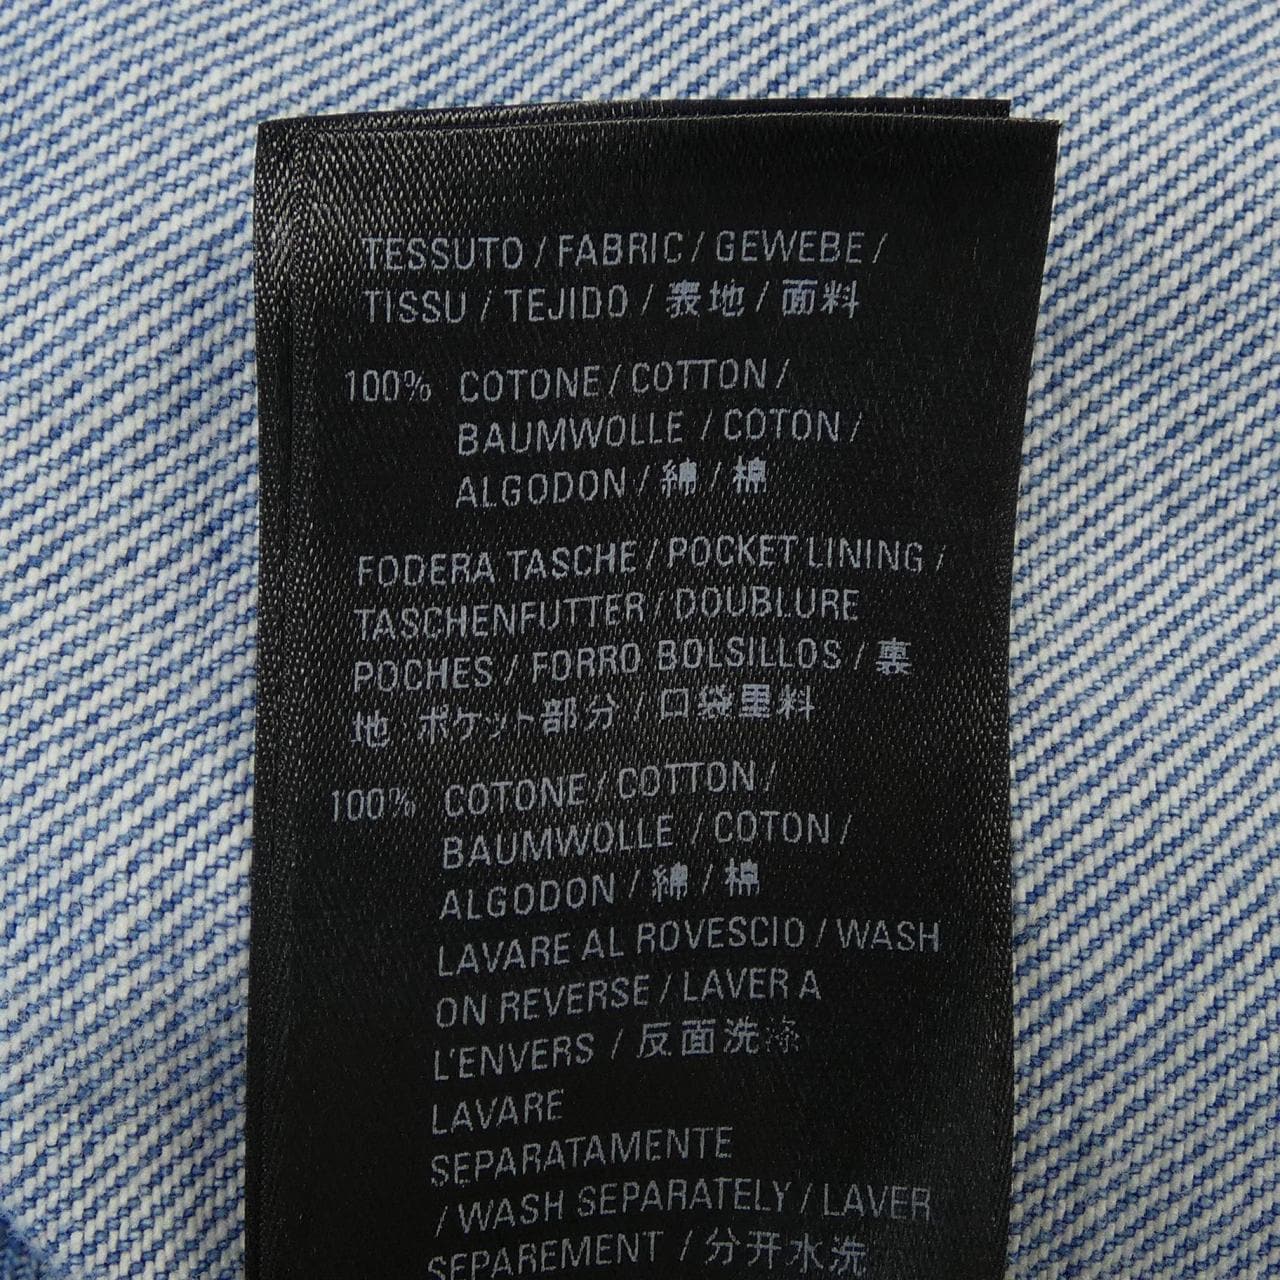 TESSUTO / FABRIC / GEWEBE /
TISSU / TEJIDO / 表地 / 面料
100% COTONE / COTTON /
BAUMWOLLE / COTON /
ALGODON / 綿 / 棉
FODERA TASCHE / POCKET LINING /
TASCHENFUTTER / DOUBLURE
POCHES / FORRO BOLSILLOS / 裏
地 ポケット部分 / 口袋里料
100% COTONE / COTTON /
BAUMWOLLE / COTON /
ALGODON / 綿 / 棉
LAVARE AL ROVESCIO / WASH
ON REVERSE / LAVER A
L'ENVERS / 反面洗涤
LAVARE
SEPARATAMENTE
/ WASH SEPARATELY / LAVER
SEPAREMENT / 分开水洗